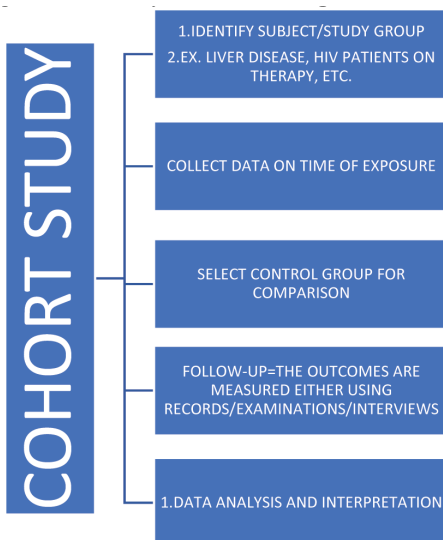 COHORT STUDY
1.IDENTIFY SUBJECT/STUDY GROUP
2.EX. LIVER DISEASE, HIV PATIENTS ON
THERAPY, ETC.
COLLECT DATA ON TIME OF EXPOSURE
SELECT CONTROL GROUP FOR
COMPARISON
FOLLOW-UP=THE OUTCOMES ARE
MEASURED EITHER USING
RECORDS/EXAMINATIONS/INTERVIEWS
1.DATA ANALYSIS AND INTERPRETATION